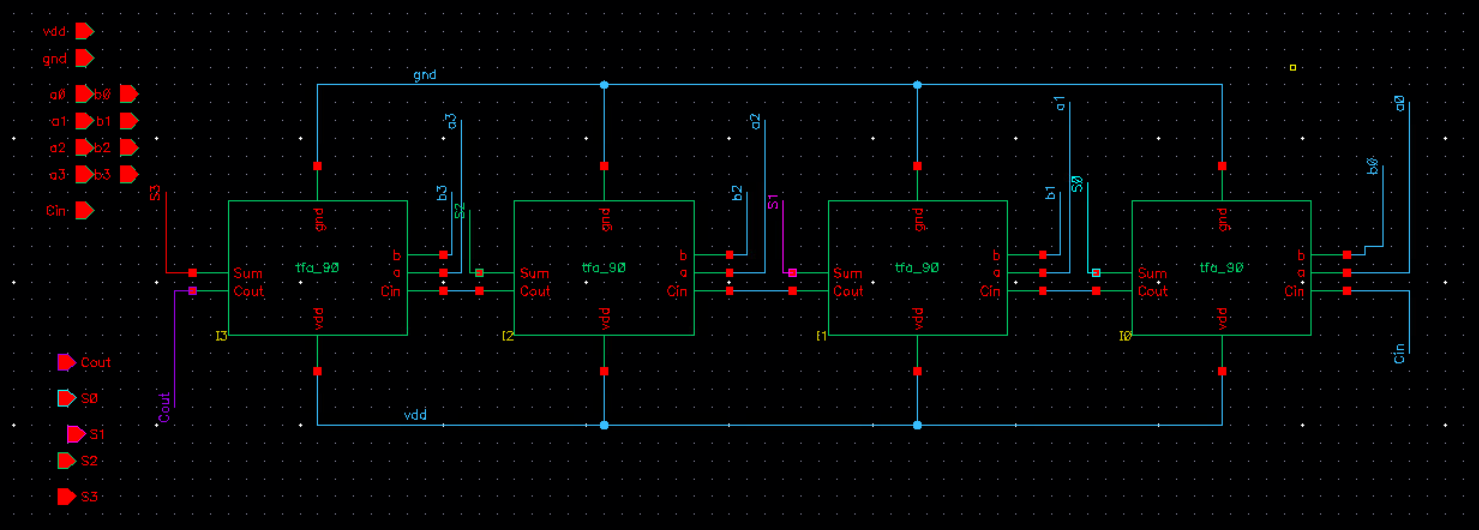 vdd
gnd
a0 b0
a1 b1
a2 b2
a3 b3
Cin
gnd
S3
a3
b3
S2
a2
b2
S1
a1
b1
S0
a0
b0
gnd
b
tfa_90
Sum
a
Cout
Cin
vdd
I3
gnd
b
tfa_90
Sum
a
Cout
Cin
vdd
I2
gnd
b
tfa_90
Sum
a
Cout
Cin
vdd
I1
gnd
b
tfa_90
Sum
a
Cout
Cin
vdd
I0
Cin
Cout
vdd
Cout
S0
S1
S2
S3